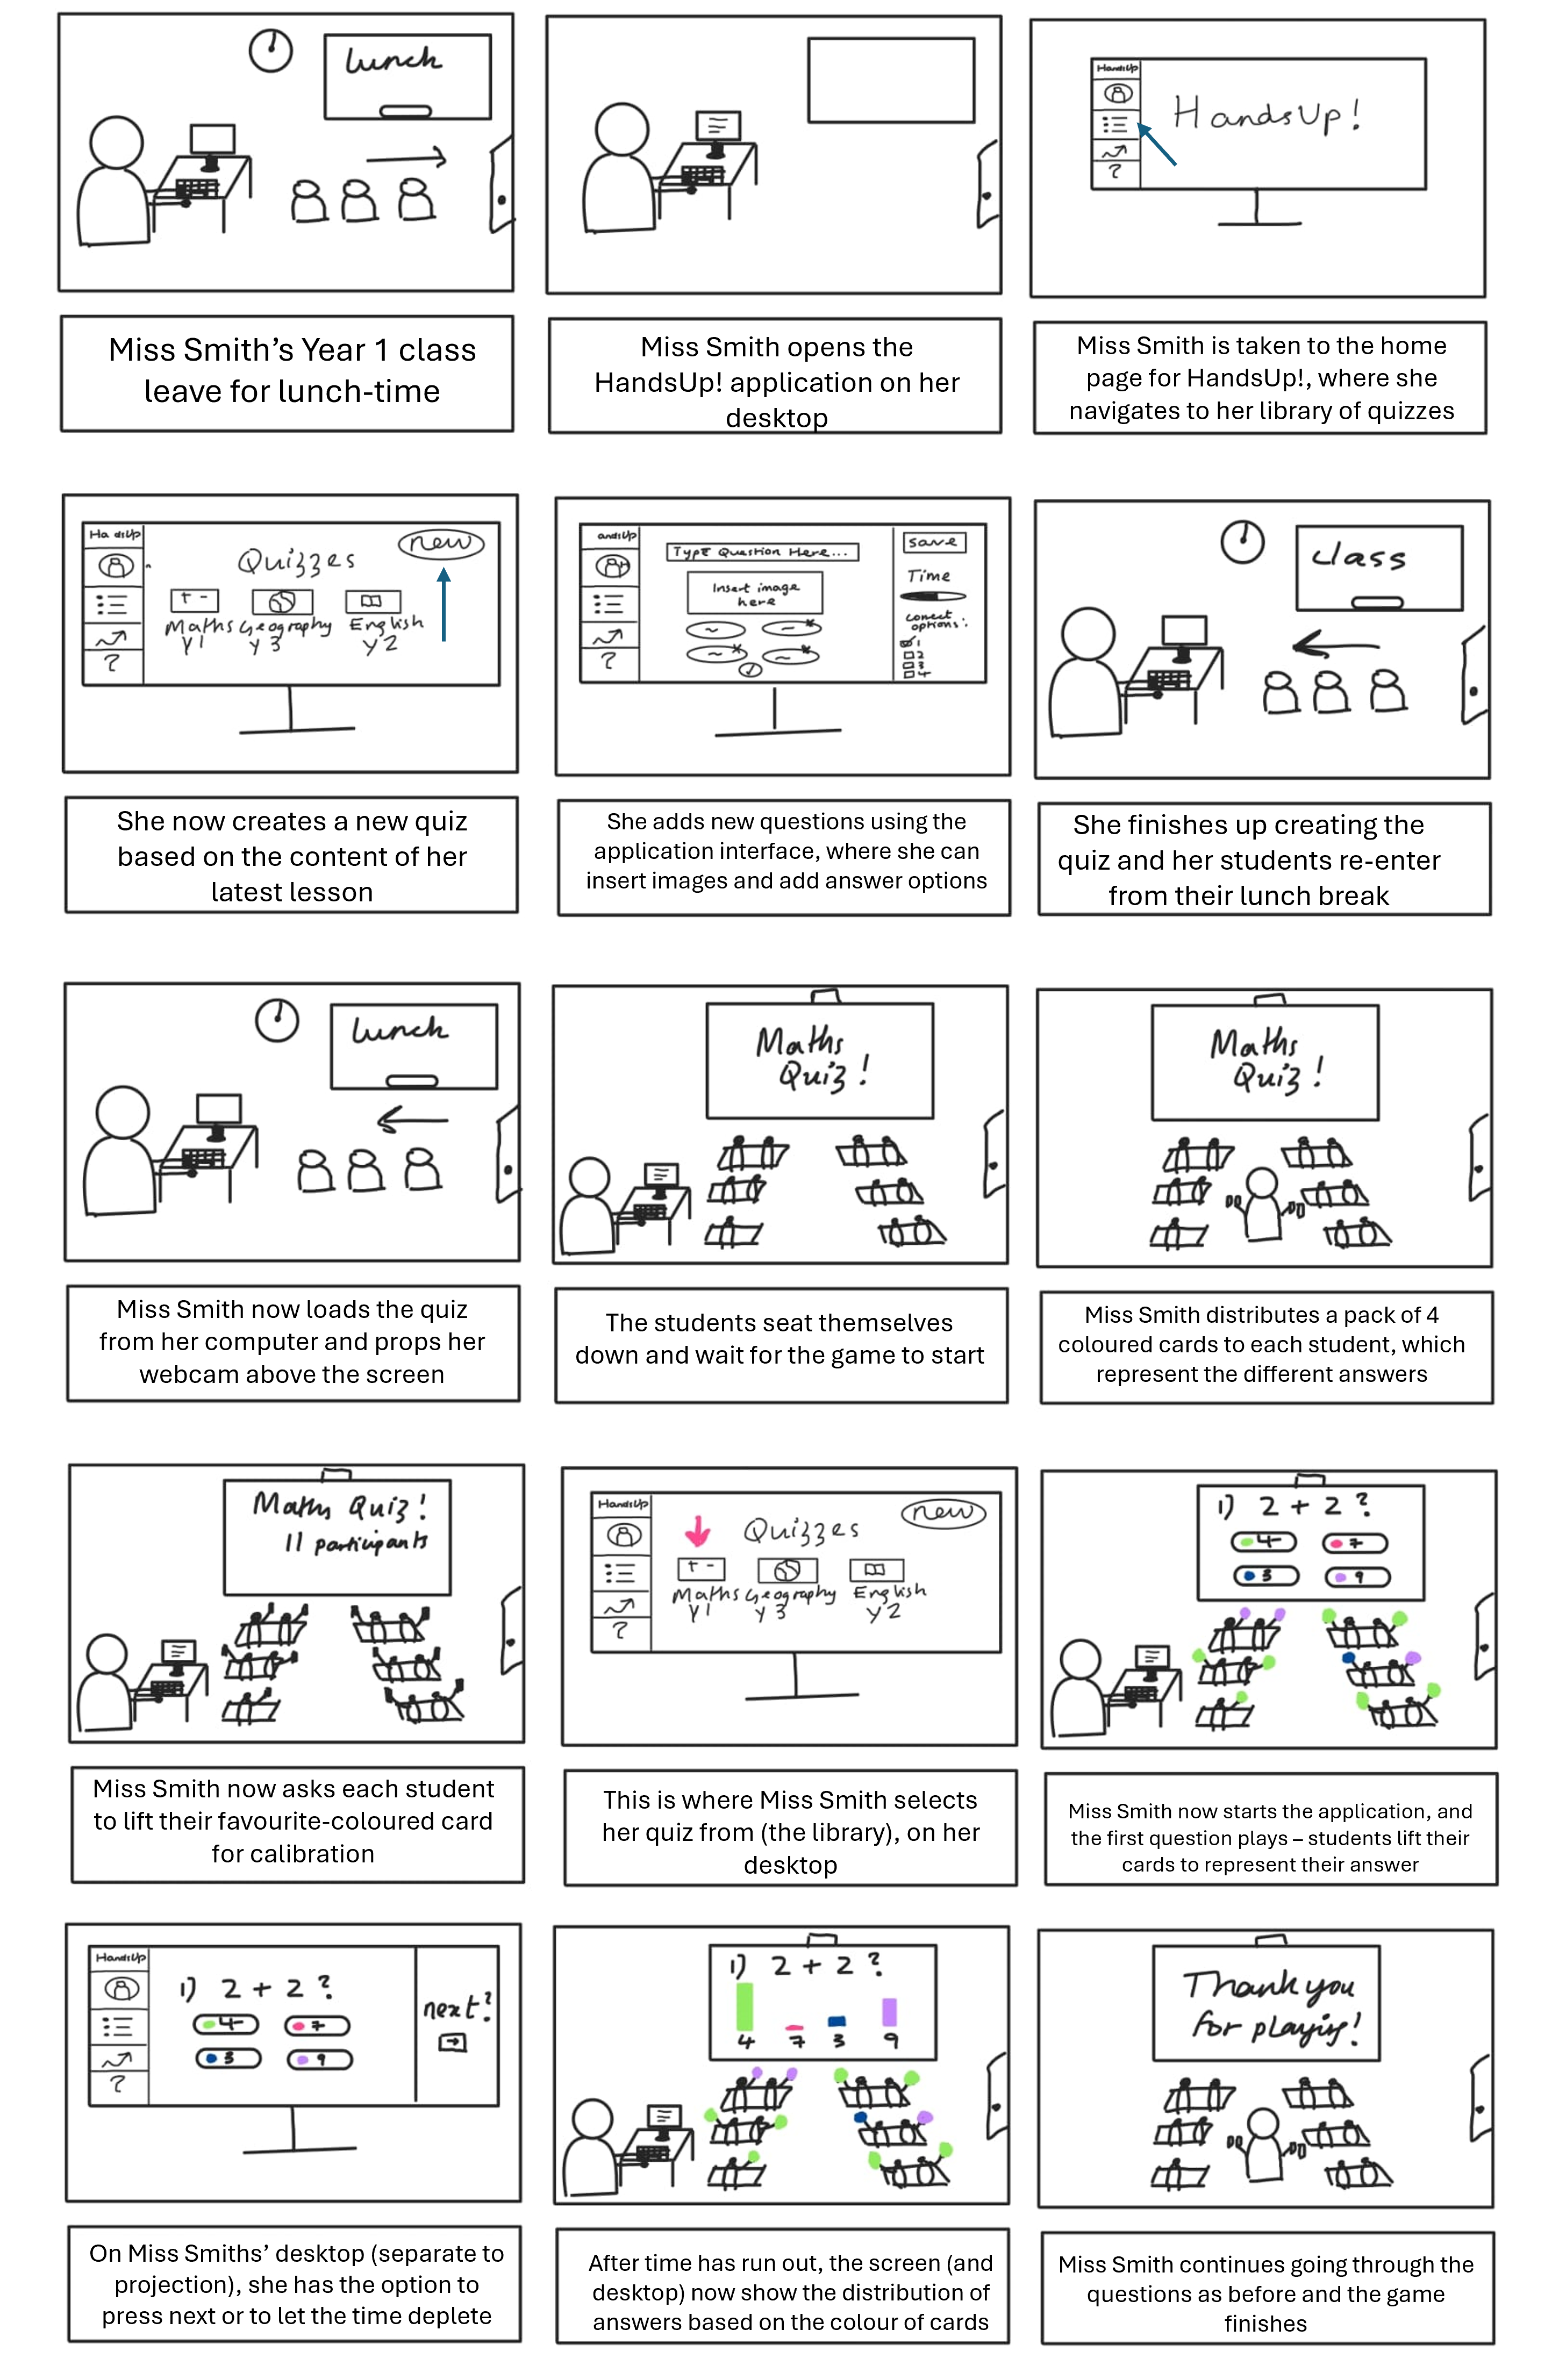 lunch
HandsUp
HandsUp!
?
Miss Smith's Year 1 class
leave for lunch-time
Miss Smith opens the
HandsUp! application on her
desktop
Miss Smith is taken to the home
page for HandsUp!, where she
navigates to her library of quizzes
Ha dsUp
new
Quizzes
+ -
Maths Geography English
y1 y3 y2
?
andsUp
Type Question Here...
Insert image
here
save
Time
correct
options:
1
2
3
4
?
class
She now creates a new quiz
based on the content of her
latest lesson
She adds new questions using the
application interface, where she can
insert images and add answer options
She finishes up creating the
quiz and her students re-enter
from their lunch break
lunch
Maths
Quiz!
Maths
Quiz!
Miss Smith now loads the quiz
from her computer and props her
webcam above the screen
The students seat themselves
down and wait for the game to start
Miss Smith distributes a pack of 4
coloured cards to each student, which
represent the different answers
Maths Quiz!
11 participants
HandsUp
new
Quizzes
+ -
Maths Geography English
y1 y3 y2
?
1) 2 + 2 ?
4 7
3 9
Miss Smith now asks each student
to lift their favourite-coloured card
for calibration
This is where Miss Smith selects
her quiz from (the library), on her
desktop
Miss Smith now starts the application, and
the first question plays – students lift their
cards to represent their answer
HandsUp
1) 2 + 2 ?
4 7
3 9
next?
?
1) 2 + 2 ?
4 7 3 9
Thank you
for playing!
On Miss Smiths' desktop (separate to
projection), she has the option to
press next or to let the time deplete
After time has run out, the screen (and
desktop) now show the distribution of
answers based on the colour of cards
Miss Smith continues going through the
questions as before and the game
finishes